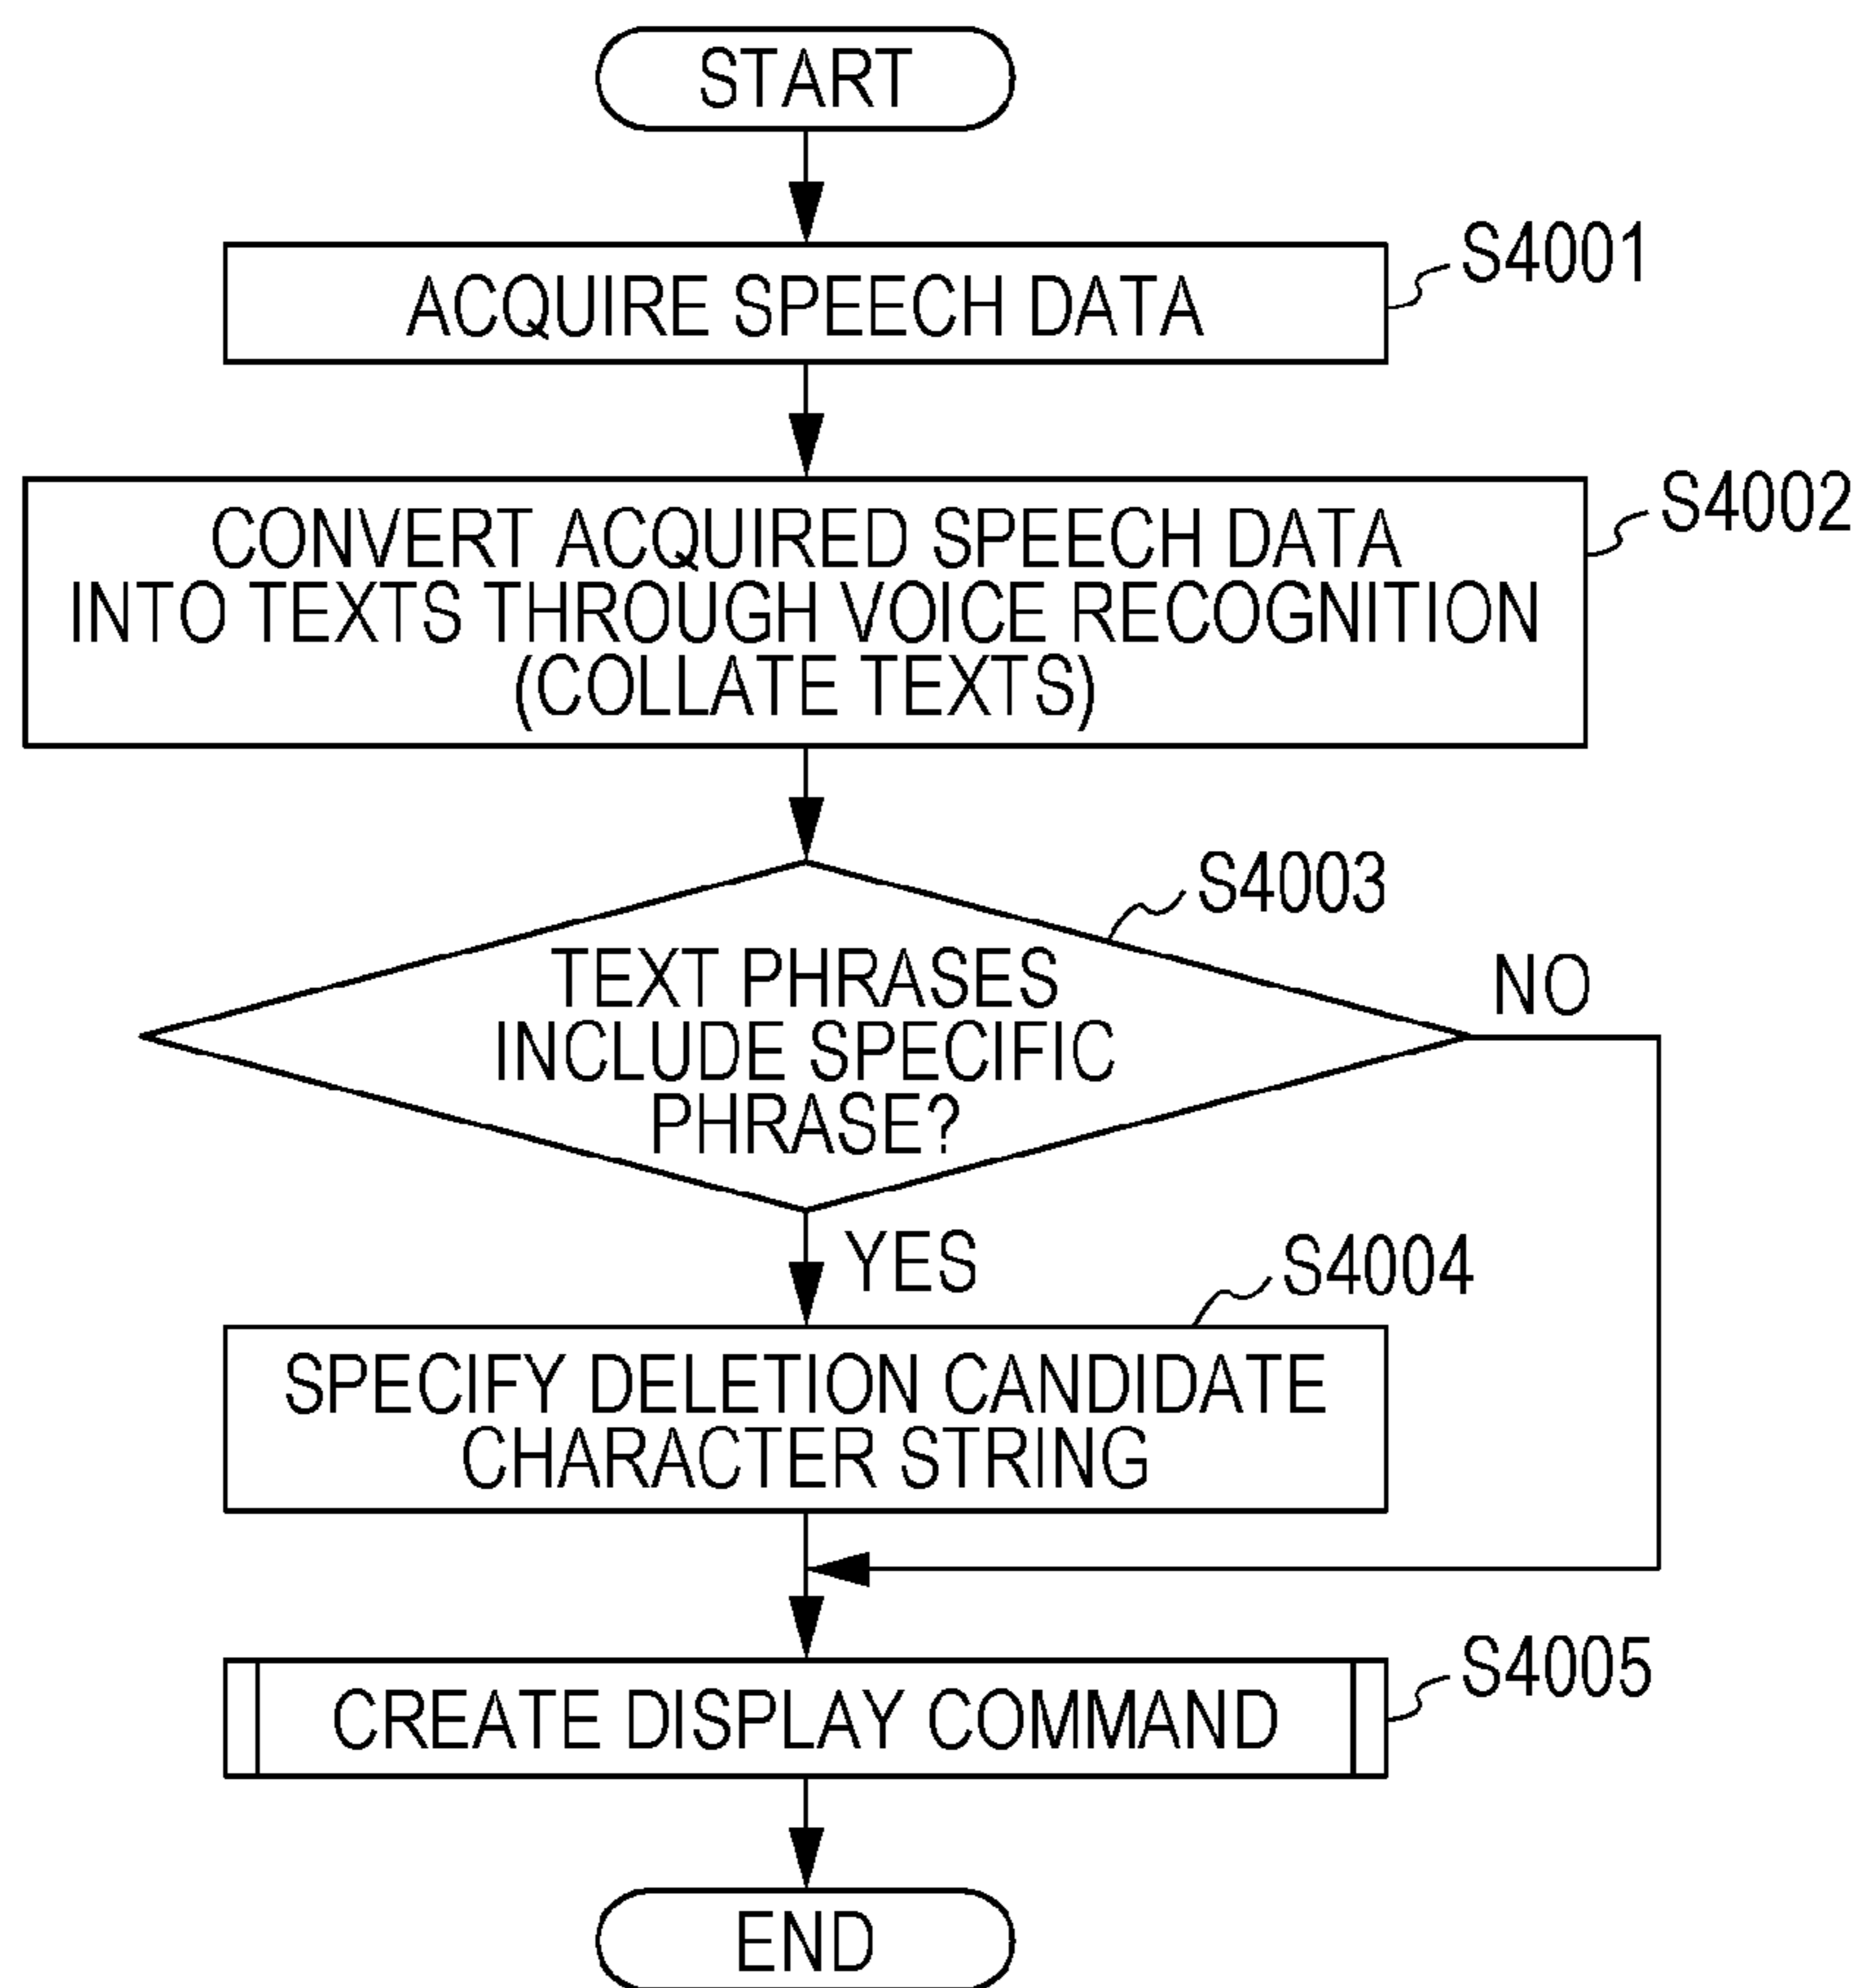 START
ACQUIRE SPEECH DATA
S4001
CONVERT ACQUIRED SPEECH DATA
INTO TEXTS THROUGH VOICE RECOGNITION
(COLLATE TEXTS)
S4002
TEXT PHRASES
INCLUDE SPECIFIC
PHRASE?
S4003
NO
YES
S4004
SPECIFY DELETION CANDIDATE
CHARACTER STRING
CREATE DISPLAY COMMAND
S4005
END